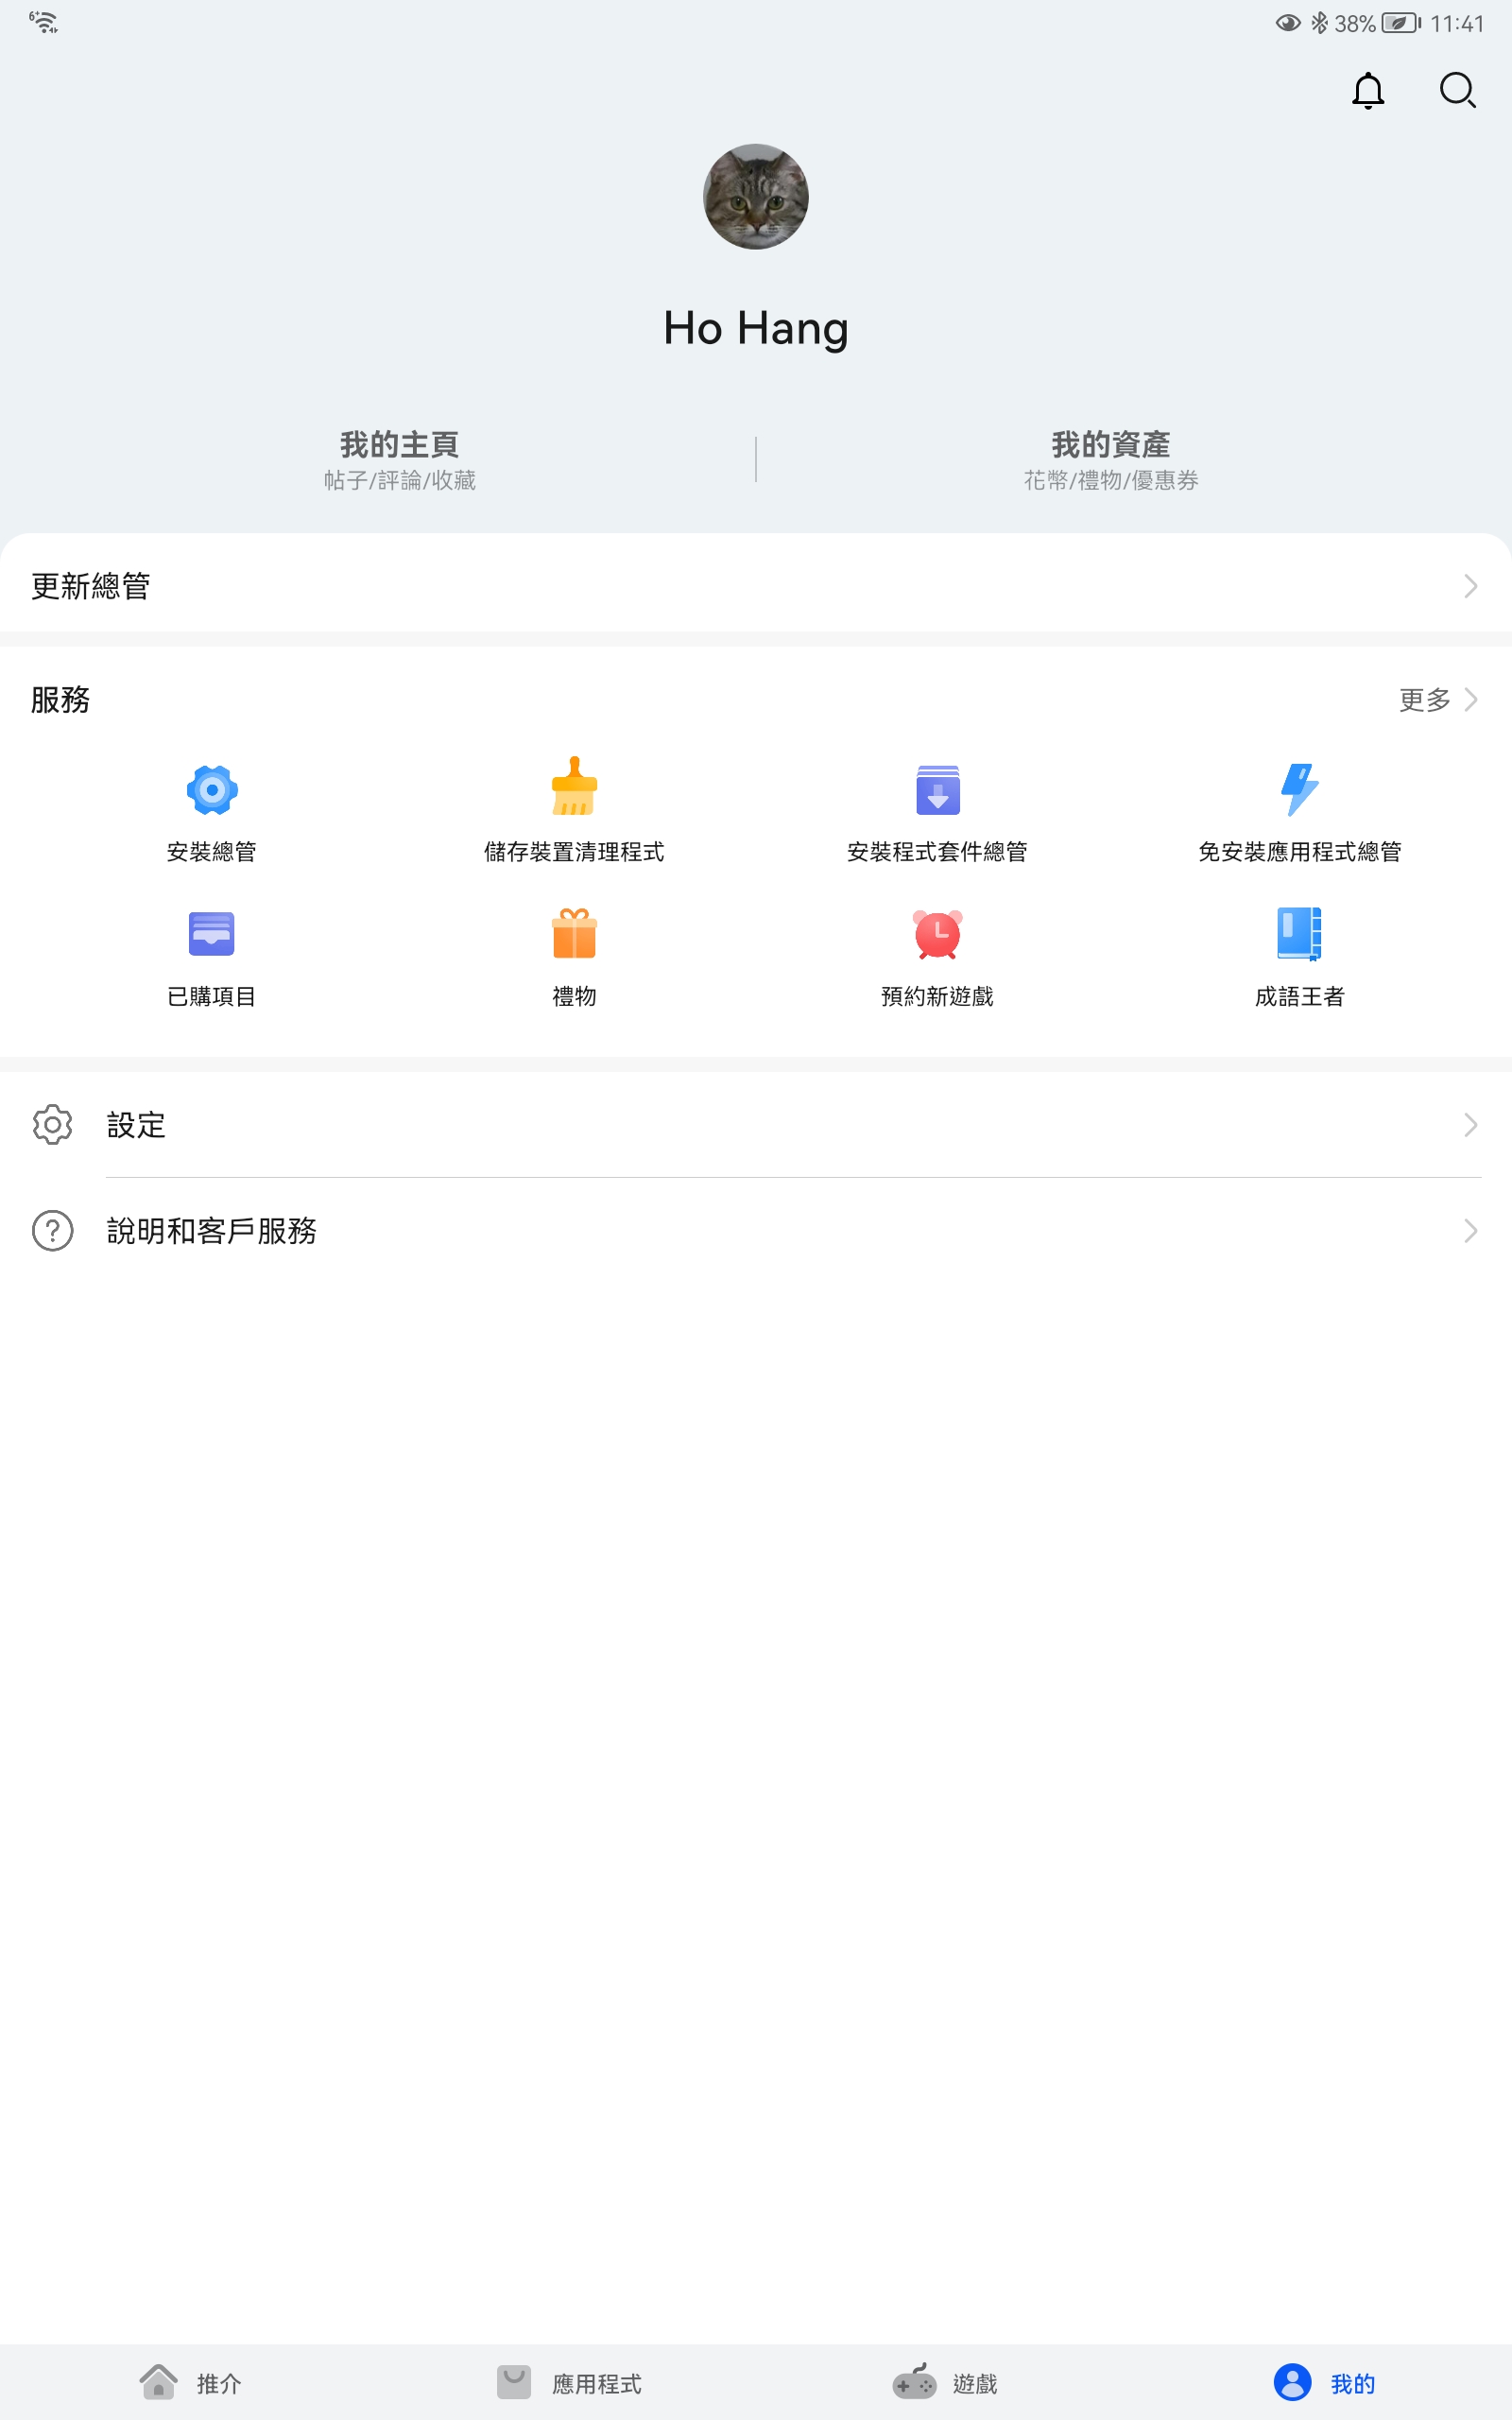 38% 11:41
Ho Hang
我的主頁
帖子/評論/收藏
我的資產
花幣/禮物/優惠券
更新總管
服務
更多
安裝總管
儲存裝置清理程式
安裝程式套件總管
免安裝應用程式總管
已購項目
禮物
預約新遊戲
成語王者
設定
說明和客戶服務
推介
應用程式
遊戲
我的